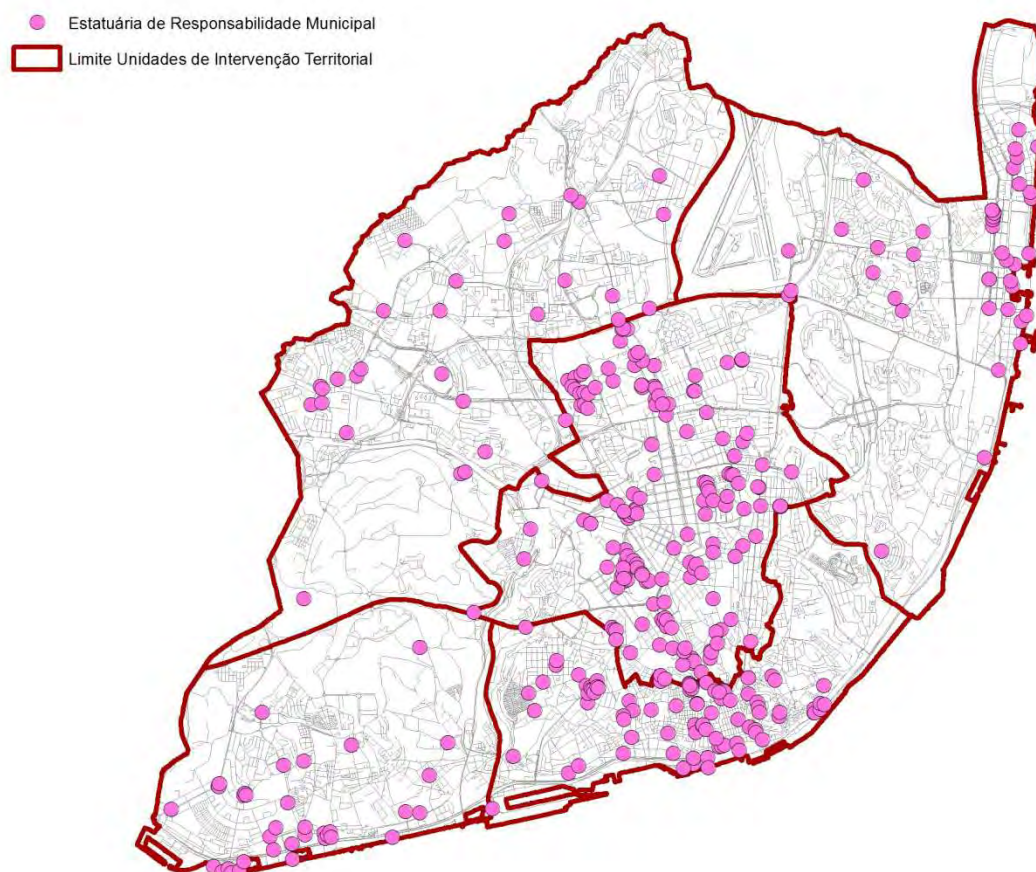 Estatuária de Responsabilidade Municipal
Limite Unidades de Intervenção Territorial